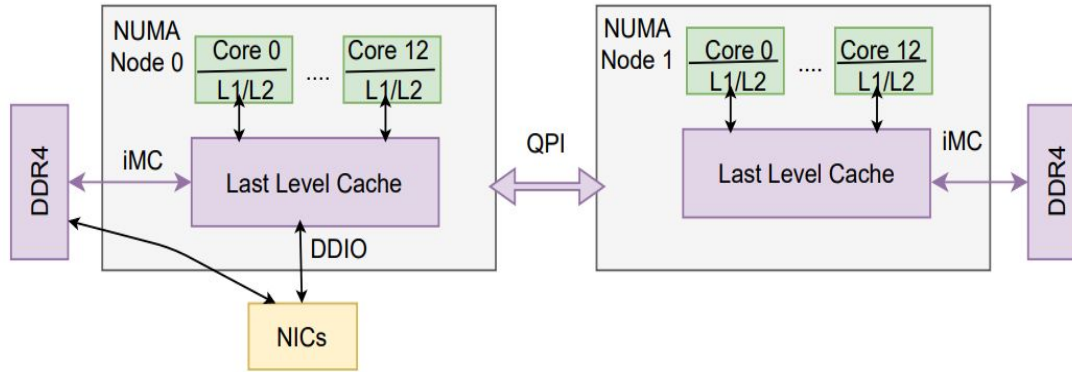 NUMA
Node 0
Core 0
L1/L2
....
Core 12
L1/L2
DDR4
iMC
Last Level Cache
DDIO
NICs
QPI
NUMA
Node 1
Core 0
L1/L2
....
Core 12
L1/L2
Last Level Cache
iMC
DDR4